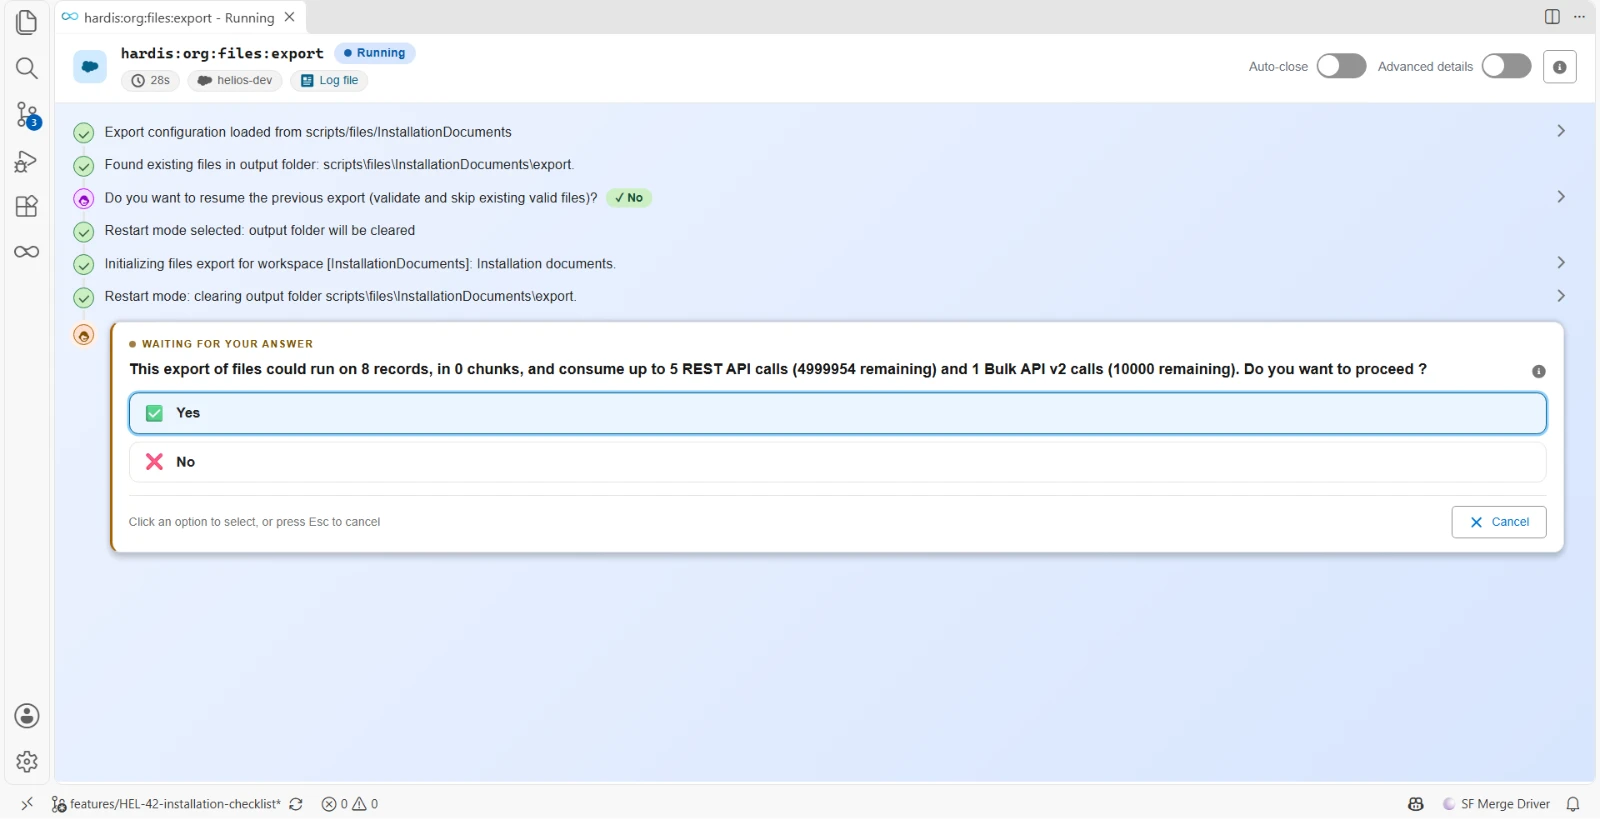 hardis:org:files:export - Running
hardis:org:files:export
Running
28s
helios-dev
Log file
Auto-close
Advanced details
3
Export configuration loaded from scripts/files/InstallationDocuments
Found existing files in output folder: scripts\files\InstallationDocuments\export.
Do you want to resume the previous export (validate and skip existing valid files)? ✓ No
Restart mode selected: output folder will be cleared
Initializing files export for workspace [InstallationDocuments]: Installation documents.
Restart mode: clearing output folder scripts\files\InstallationDocuments\export.
WAITING FOR YOUR ANSWER
This export of files could run on 8 records, in 0 chunks, and consume up to 5 REST API calls (4999954 remaining) and 1 Bulk API v2 calls (10000 remaining). Do you want to proceed ?
Yes
No
Click an option to select, or press Esc to cancel
Cancel
features/HEL-42-installation-checklist*
0
0
SF Merge Driver